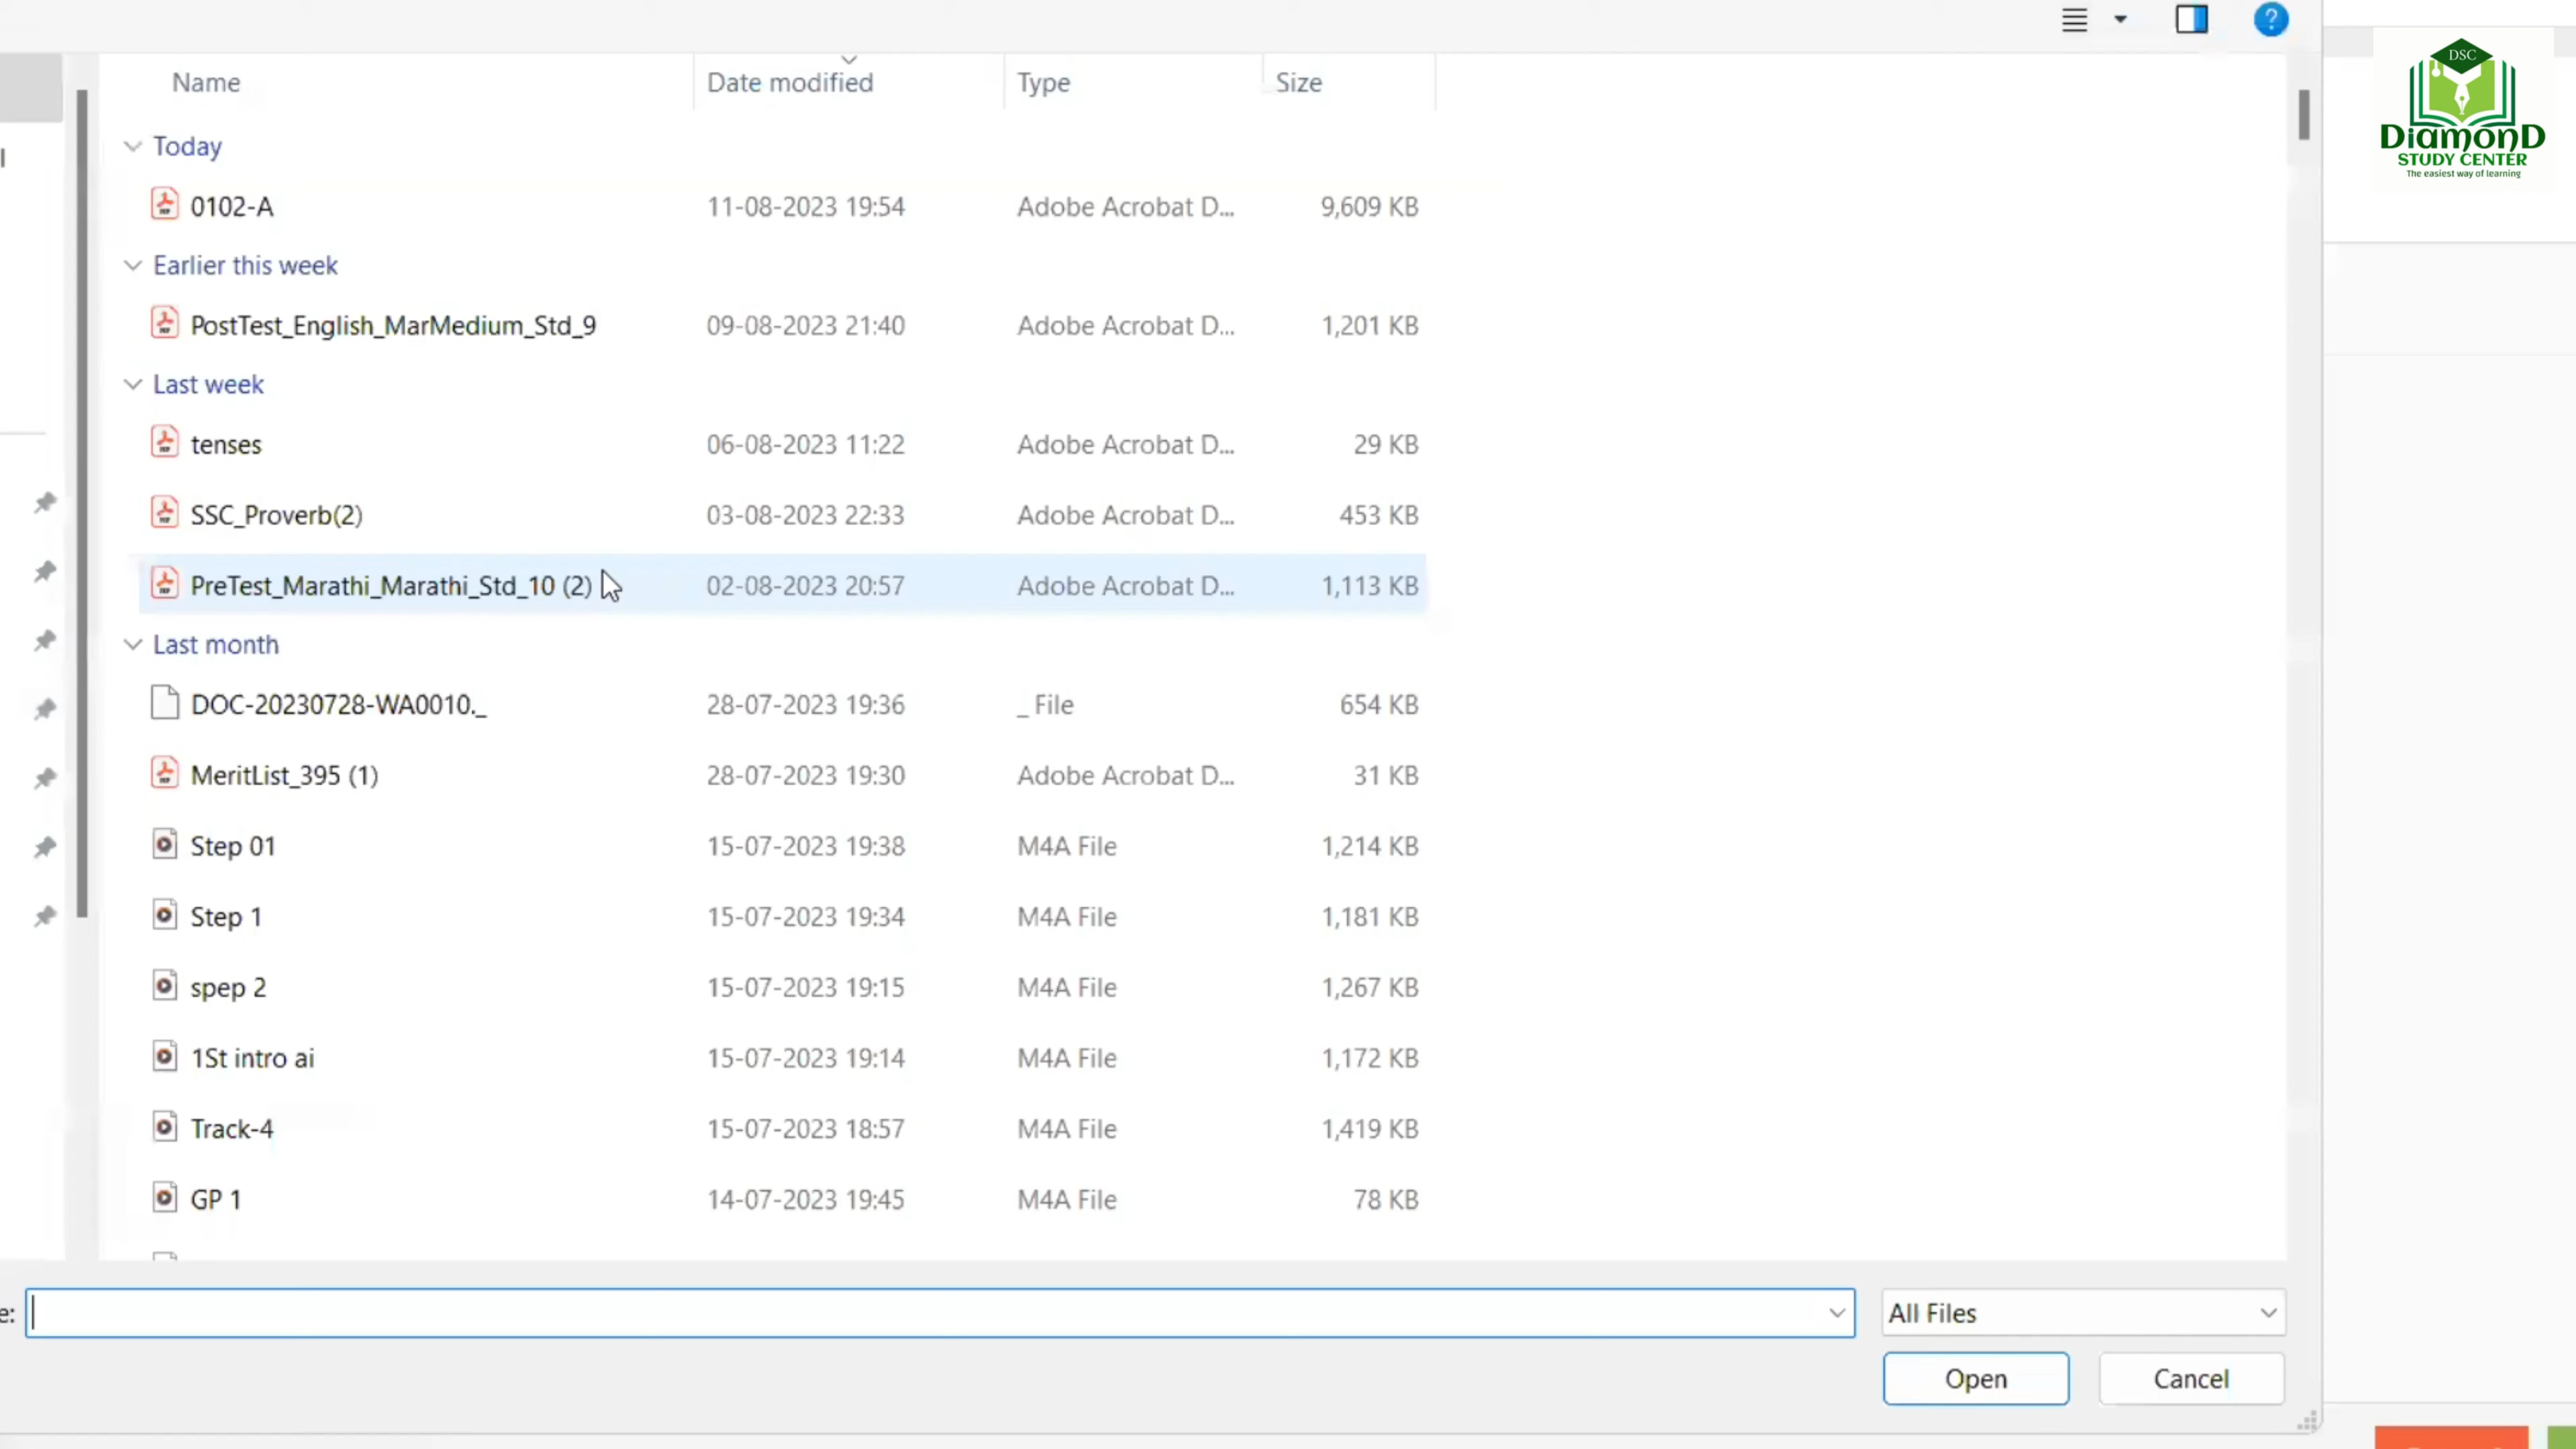 Name Date modified Type Size
Today
0102-A 11-08-2023 19:54 Adobe Acrobat D... 9,609 KB
Earlier this week
PostTest_English_MarMedium_Std_9 09-08-2023 21:40 Adobe Acrobat D... 1,201 KB
Last week
tenses 06-08-2023 11:22 Adobe Acrobat D... 29 KB
SSC_Proverb(2) 03-08-2023 22:33 Adobe Acrobat D... 453 KB
PreTest_Marathi_Marathi_Std_10 (2) 02-08-2023 20:57 Adobe Acrobat D... 1,113 KB
Last month
DOC-20230728-WA0010._ 28-07-2023 19:36 _ File 654 KB
MeritList_395 (1) 28-07-2023 19:30 Adobe Acrobat D... 31 KB
Step 01 15-07-2023 19:38 M4A File 1,214 KB
Step 1 15-07-2023 19:34 M4A File 1,181 KB
spep 2 15-07-2023 19:15 M4A File 1,267 KB
1St intro ai 15-07-2023 19:14 M4A File 1,172 KB
Track-4 15-07-2023 18:57 M4A File 1,419 KB
GP 1 14-07-2023 19:45 M4A File 78 KB
e: All Files
Open Cancel
DSC
DiamonD
STUDY CENTER
The easiest way of learning